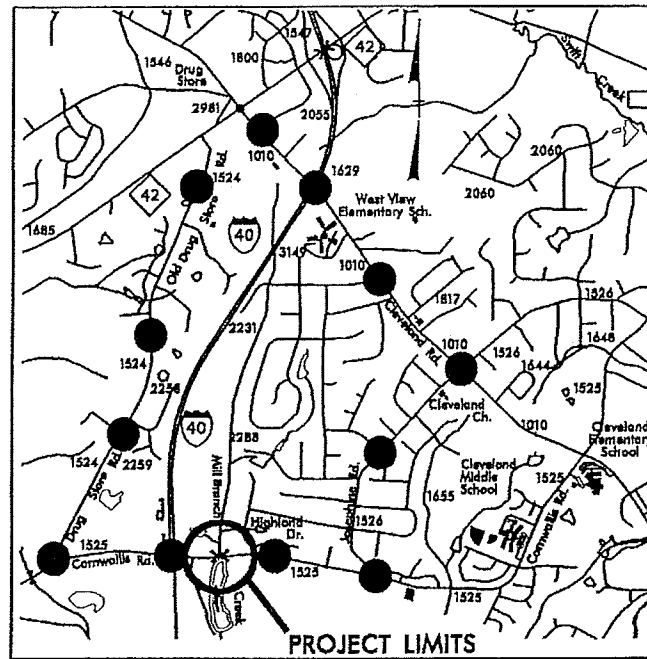 1547
1546
1800
42
Drug
Store
Swift
Creek
2981
2055
1010
2060
2060
1629
1524
Rd.
Store
Old Drug
42
West View
Elementary Sch.
40
1685
3149
1010
1817
Cleveland Rd.
1526
2231
1648
1524
1010
1526
1644
2258
1525
Cleveland
Ch.
1010
Cleveland
Elementary
School
40
1524
2259
2288
Cleveland
Middle
School
1525
Drug Store Rd.
Mill Branch
Josephine Rd.
1655
Cornwallis Rd.
Highland
Dr.
1526
1525
Cornwallis Rd.
1525
1525
Creek
PROJECT LIMITS